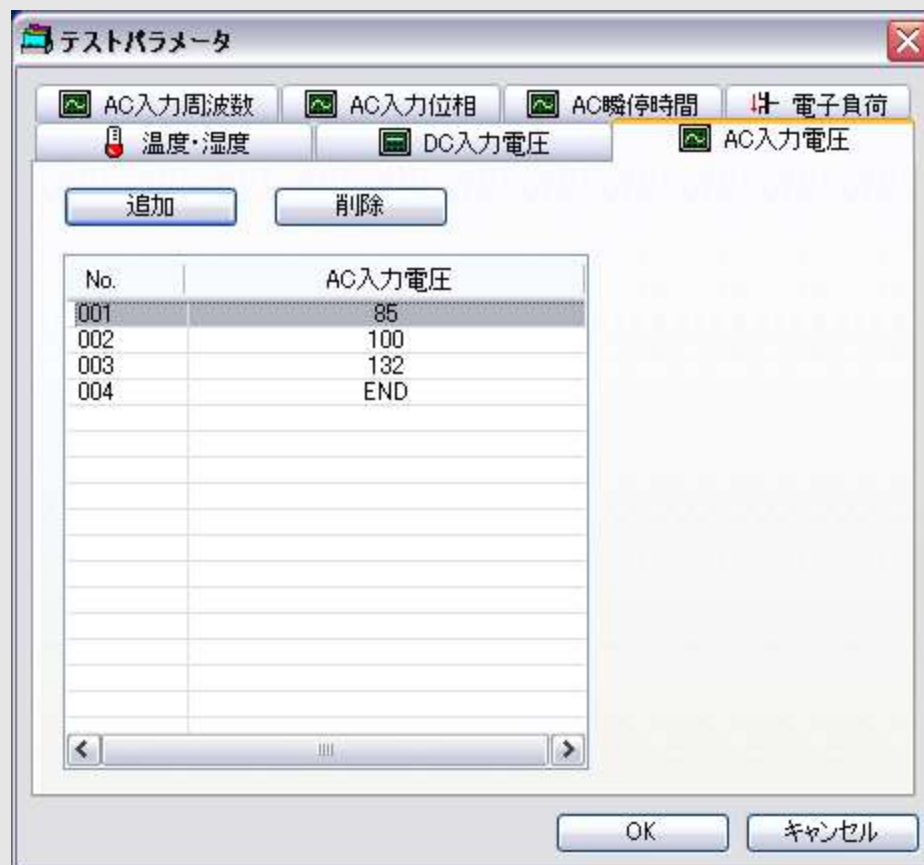 テストパラメータ
AC入力周波数 AC入力位相 AC瞬停時間 電子負荷
温度・湿度 DC入力電圧 AC入力電圧
追加 削除
No. AC入力電圧
001 85
002 100
003 132
004 END
OK キャンセル